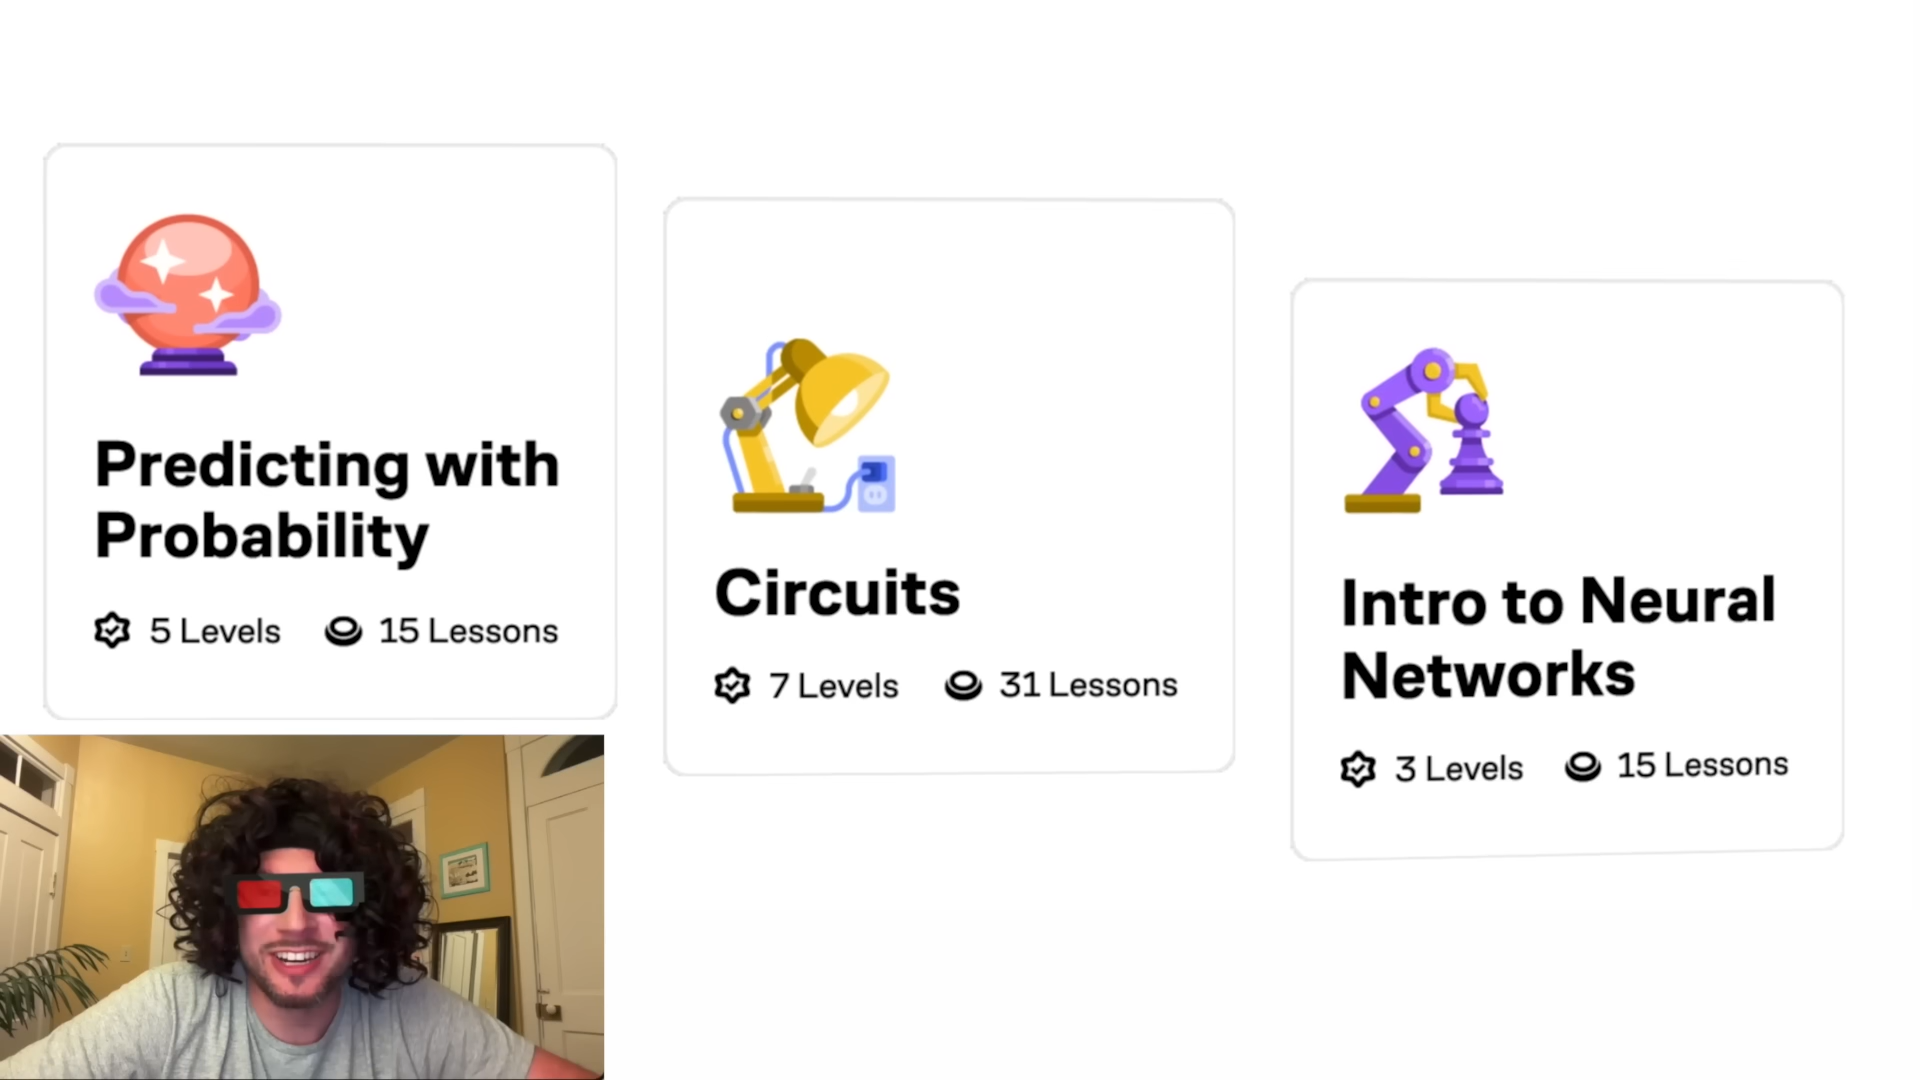 Predicting with
Probability
5 Levels
15 Lessons
Circuits
7 Levels
31 Lessons
Intro to Neural
Networks
3 Levels
15 Lessons